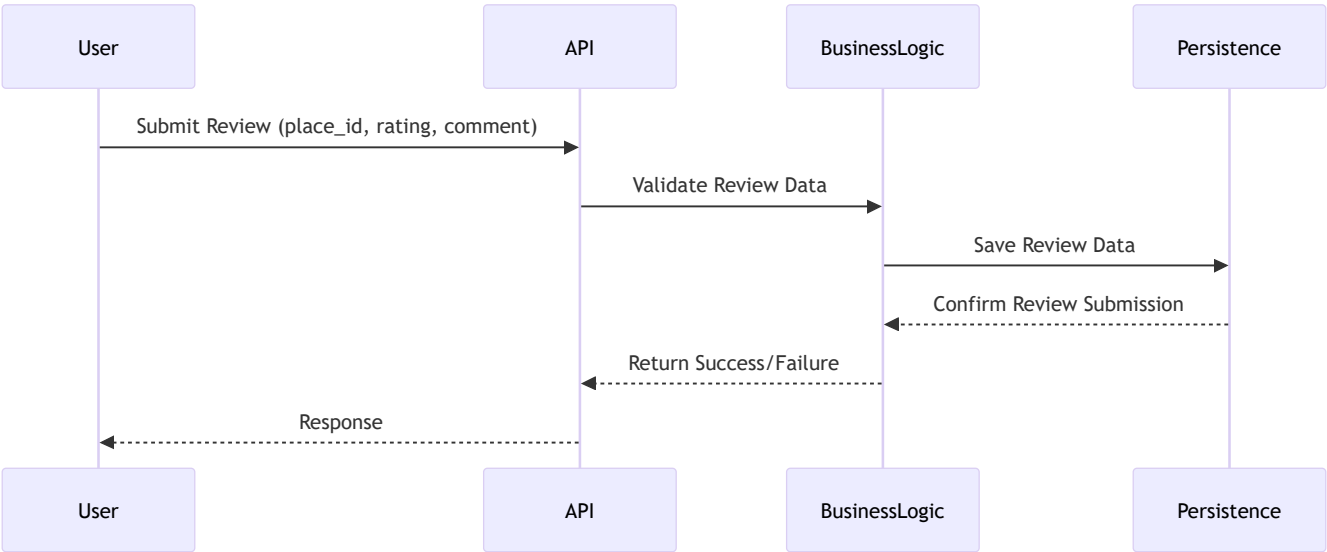 User API BusinessLogic Persistence
Submit Review (place_id, rating, comment)
Validate Review Data
Save Review Data
Confirm Review Submission
Return Success/Failure
Response
User API BusinessLogic Persistence